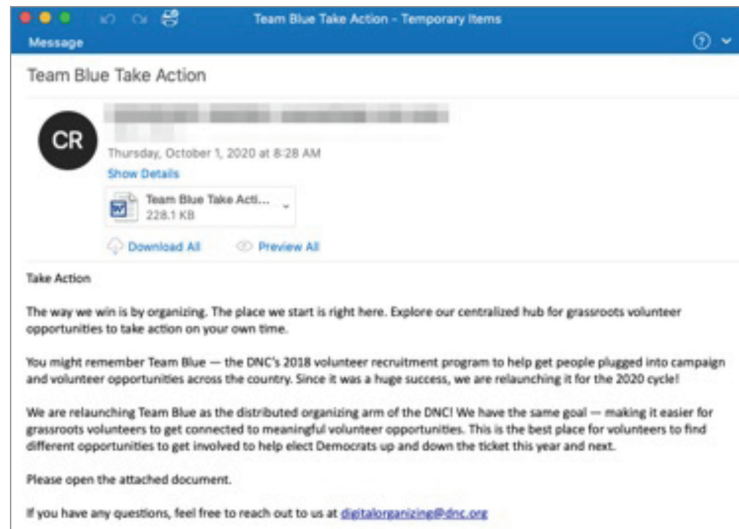 Team Blue Take Action - Temporary Items
Message
Team Blue Take Action
CR
Thursday, October 1, 2020 at 8:28 AM
Show Details
Team Blue Take Acti...
228.1 KB
Download All Preview All
Take Action
The way we win is by organizing. The place we start is right here. Explore our centralized hub for grassroots volunteer
opportunities to take action on your own time.
You might remember Team Blue — the DNC's 2018 volunteer recruitment program to help get people plugged into campaign
and volunteer opportunities across the country. Since it was a huge success, we are relaunching it for the 2020 cycle!
We are relaunching Team Blue as the distributed organizing arm of the DNC! We have the same goal — making it easier for
grassroots volunteers to get connected to meaningful volunteer opportunities. This is the best place for volunteers to find
different opportunities to get involved to help elect Democrats up and down the ticket this year and next.
Please open the attached document.
If you have any questions, feel free to reach out to us at digitalorganizing@dnc.org